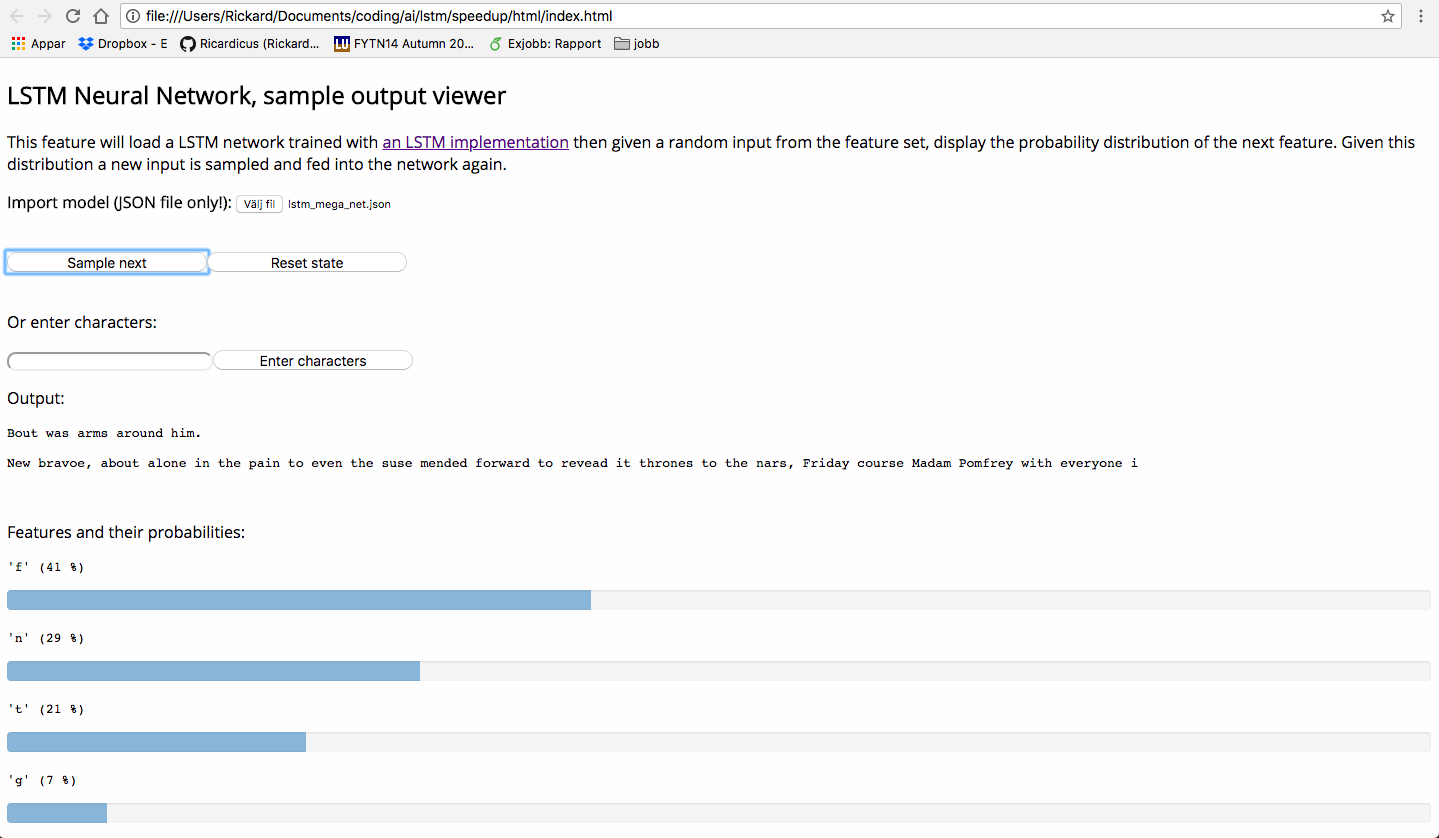 file:///Users/Rickard/Documents/coding/ai/lstm/speedup/html/index.html
Appar Dropbox - E Ricardicus (Rickard... LU FYTN14 Autumn 20... Exjobb: Rapport jobb
LSTM Neural Network, sample output viewer
This feature will load a LSTM network trained with an LSTM implementation then given a random input from the feature set, display the probability distribution of the next feature. Given this
distribution a new input is sampled and fed into the network again.
Import model (JSON file only!): Välj fil lstm_mega_net.json
Sample next Reset state
Or enter characters:
Enter characters
Output:
Bout was arms around him.
New bravoe, about alone in the pain to even the suse mended forward to revead it thrones to the nars, Friday course Madam Pomfrey with everyone i
Features and their probabilities:
'f' (41 %)
'n' (29 %)
't' (21 %)
'g' (7 %)